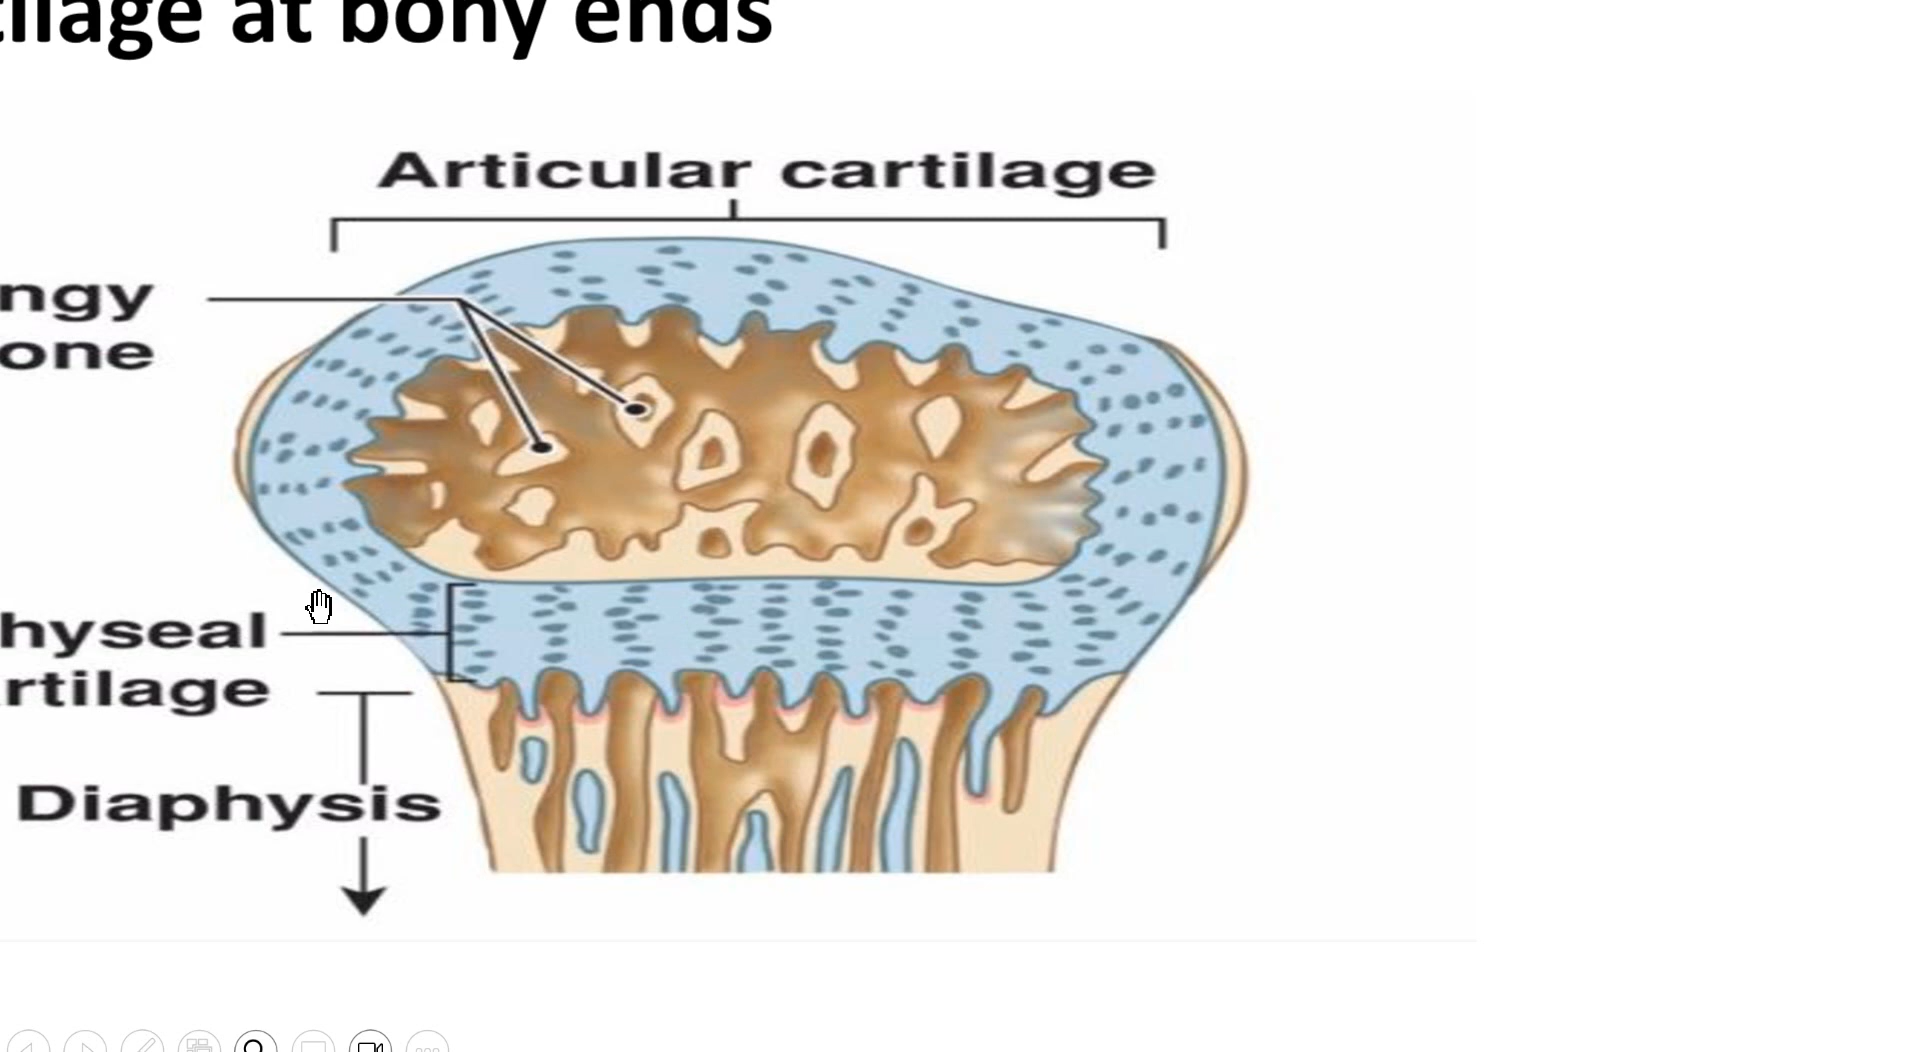 tilage at bony ends
Articular cartilage
ngy
one
hyseal
rtilage
Diaphysis